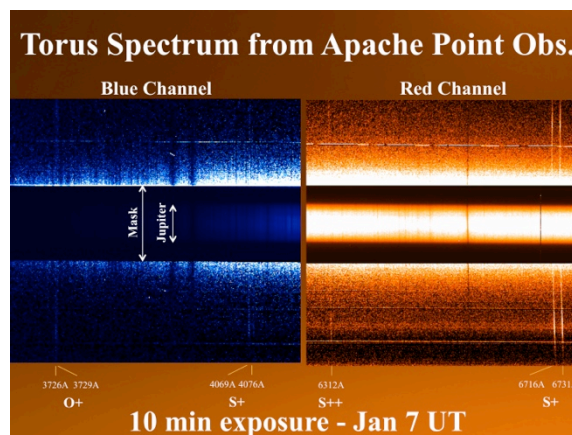 Torus Spectrum from Apache Point Obs.
Blue Channel
Red Channel
Mask
Jupiter
3726A 3729A
4069A 4076A
6312A
6716A 6731
O+
S+
S++
S+
10 min exposure - Jan 7 UT